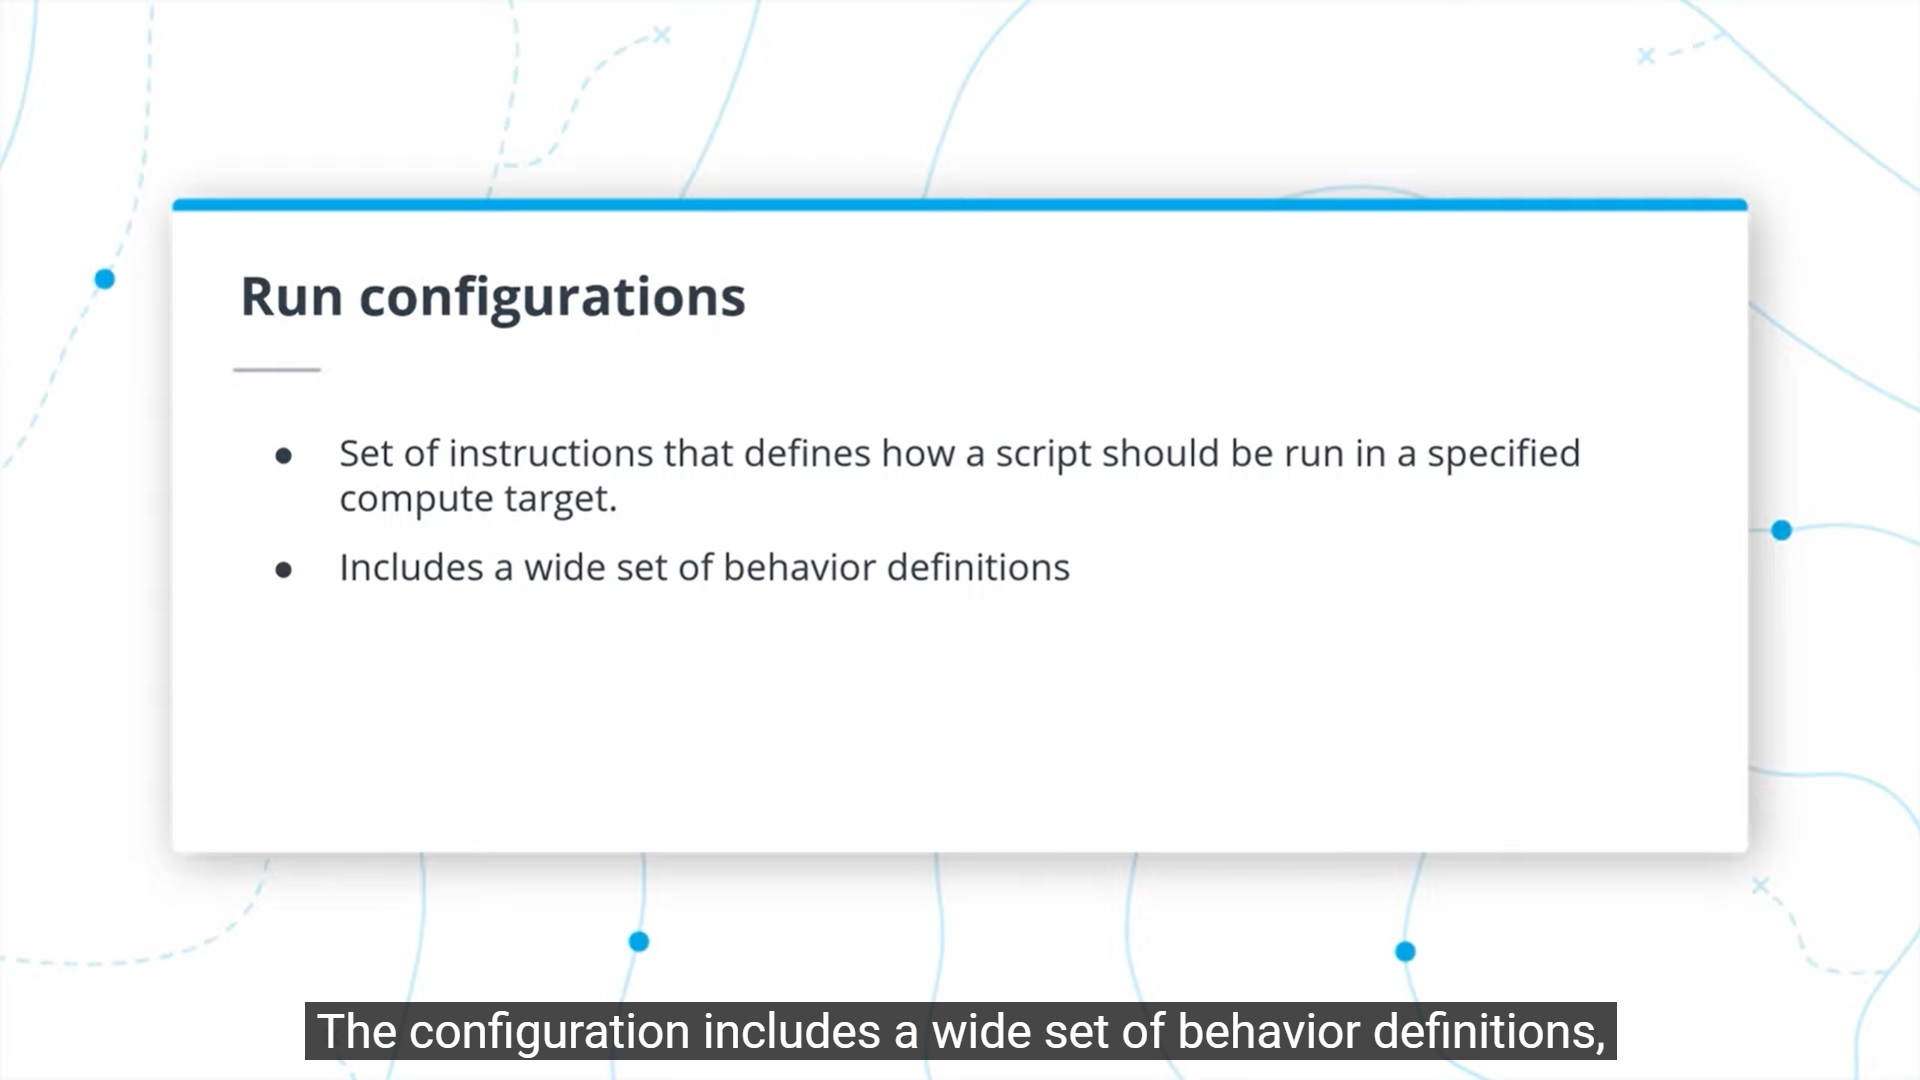 Run configurations
● Set of instructions that defines how a script should be run in a specified
compute target.
● Includes a wide set of behavior definitions
The configuration includes a wide set of behavior definitions,